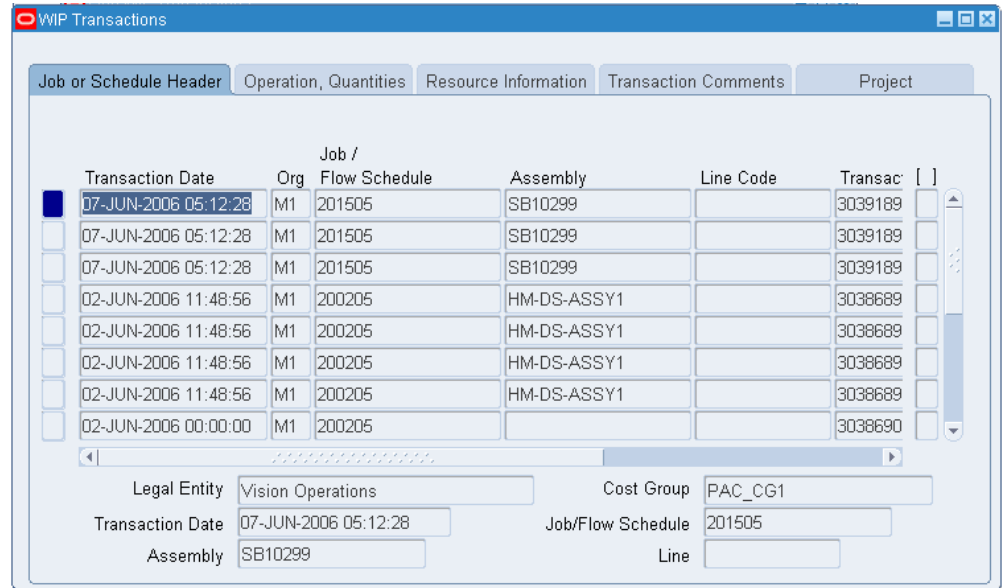 WIP Transactions
Job or Schedule Header Operation, Quantities Resource Information Transaction Comments Project
Job /
Transaction Date Org Flow Schedule Assembly Line Code Transac [ ]
07-JUN-2006 05:12:28 M1 201505 SB10299 3039189
07-JUN-2006 05:12:28 M1 201505 SB10299 3039189
07-JUN-2006 05:12:28 M1 201505 SB10299 3039189
02-JUN-2006 11:48:56 M1 200205 HM-DS-ASSY1 3038689
02-JUN-2006 11:48:56 M1 200205 HM-DS-ASSY1 3038689
02-JUN-2006 11:48:56 M1 200205 HM-DS-ASSY1 3038689
02-JUN-2006 11:48:56 M1 200205 HM-DS-ASSY1 3038689
02-JUN-2006 00:00:00 M1 200205 3038690
Legal Entity Vision Operations Cost Group PAC_CG1
Transaction Date 07-JUN-2006 05:12:28 Job/Flow Schedule 201505
Assembly SB10299 Line